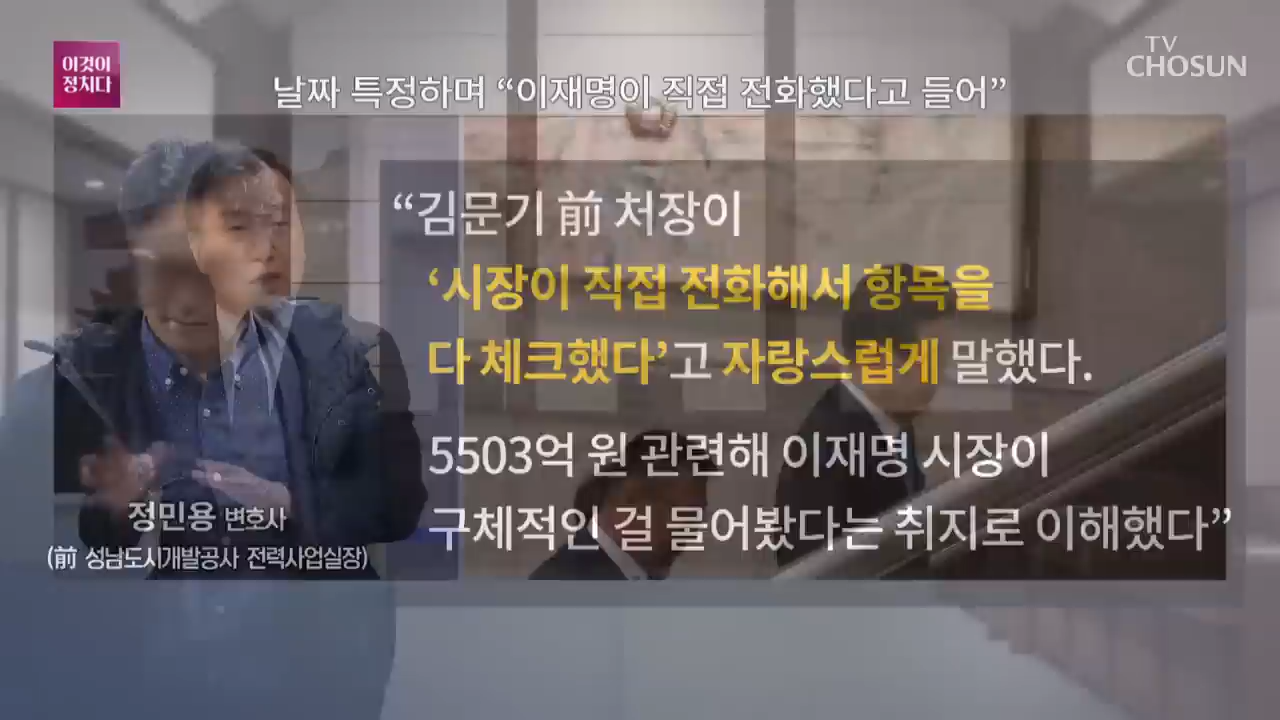 이것이
정치다
TV
CHOSUN
날짜 특정하며 “이재명이 직접 전화했다고 들어”
“김문기 前 처장이
‘시장이 직접 전화해서 항목을
다 체크했다’고 자랑스럽게 말했다.
5503억 원 관련해 이재명 시장이
구체적인 걸 물어봤다는 취지로 이해했다”
정민용 변호사
(前 성남도시개발공사 전략사업실장)